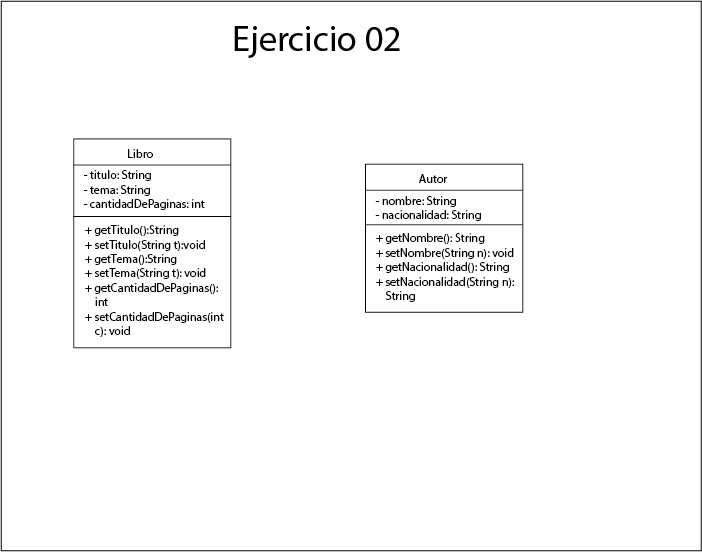 Ejercicio 02
Libro
- titulo: String
- tema: String
- cantidadDePaginas: int
+ getTitulo():String
+ setTitulo(String t):void
+ getTema():String
+ setTema(String t): void
+ getCantidadDePaginas():
int
+ setCantidadDePaginas(int
c): void
Autor
- nombre: String
- nacionalidad: String
+ getNombre(): String
+ setNombre(String n): void
+ getNacionalidad(): String
+ setNacionalidad(String n):
String